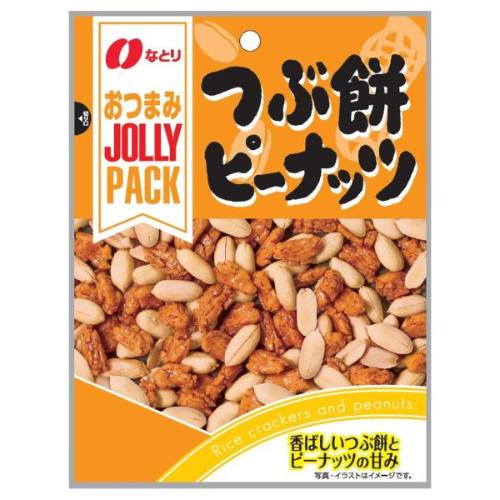 なとり
おつまみ
JOLLY
PACK
つぶ餅
ピーナッツ
Rice crackers and peanuts
香ばしいつぶ餅と
ピーナッツの甘み
写真・イラストはイメージです。